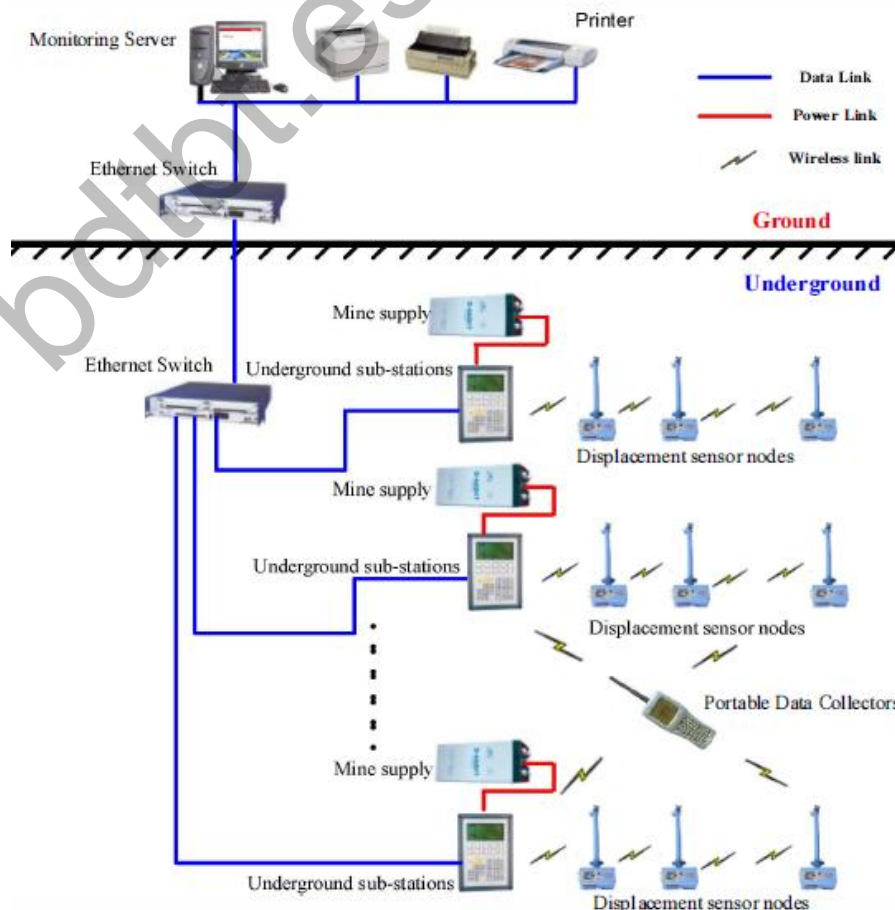 Printer
Monitoring Server
Data Link
Power Link
Wireless link
Ethernet Switch
Ground
Underground
Mine supply
Ethernet Switch
Underground sub-stations
Displacement sensor nodes
Mine supply
Underground sub-stations
Displacement sensor nodes
Portable Data Collectors
Mine supply
Underground sub-stations
Displacement sensor nodes